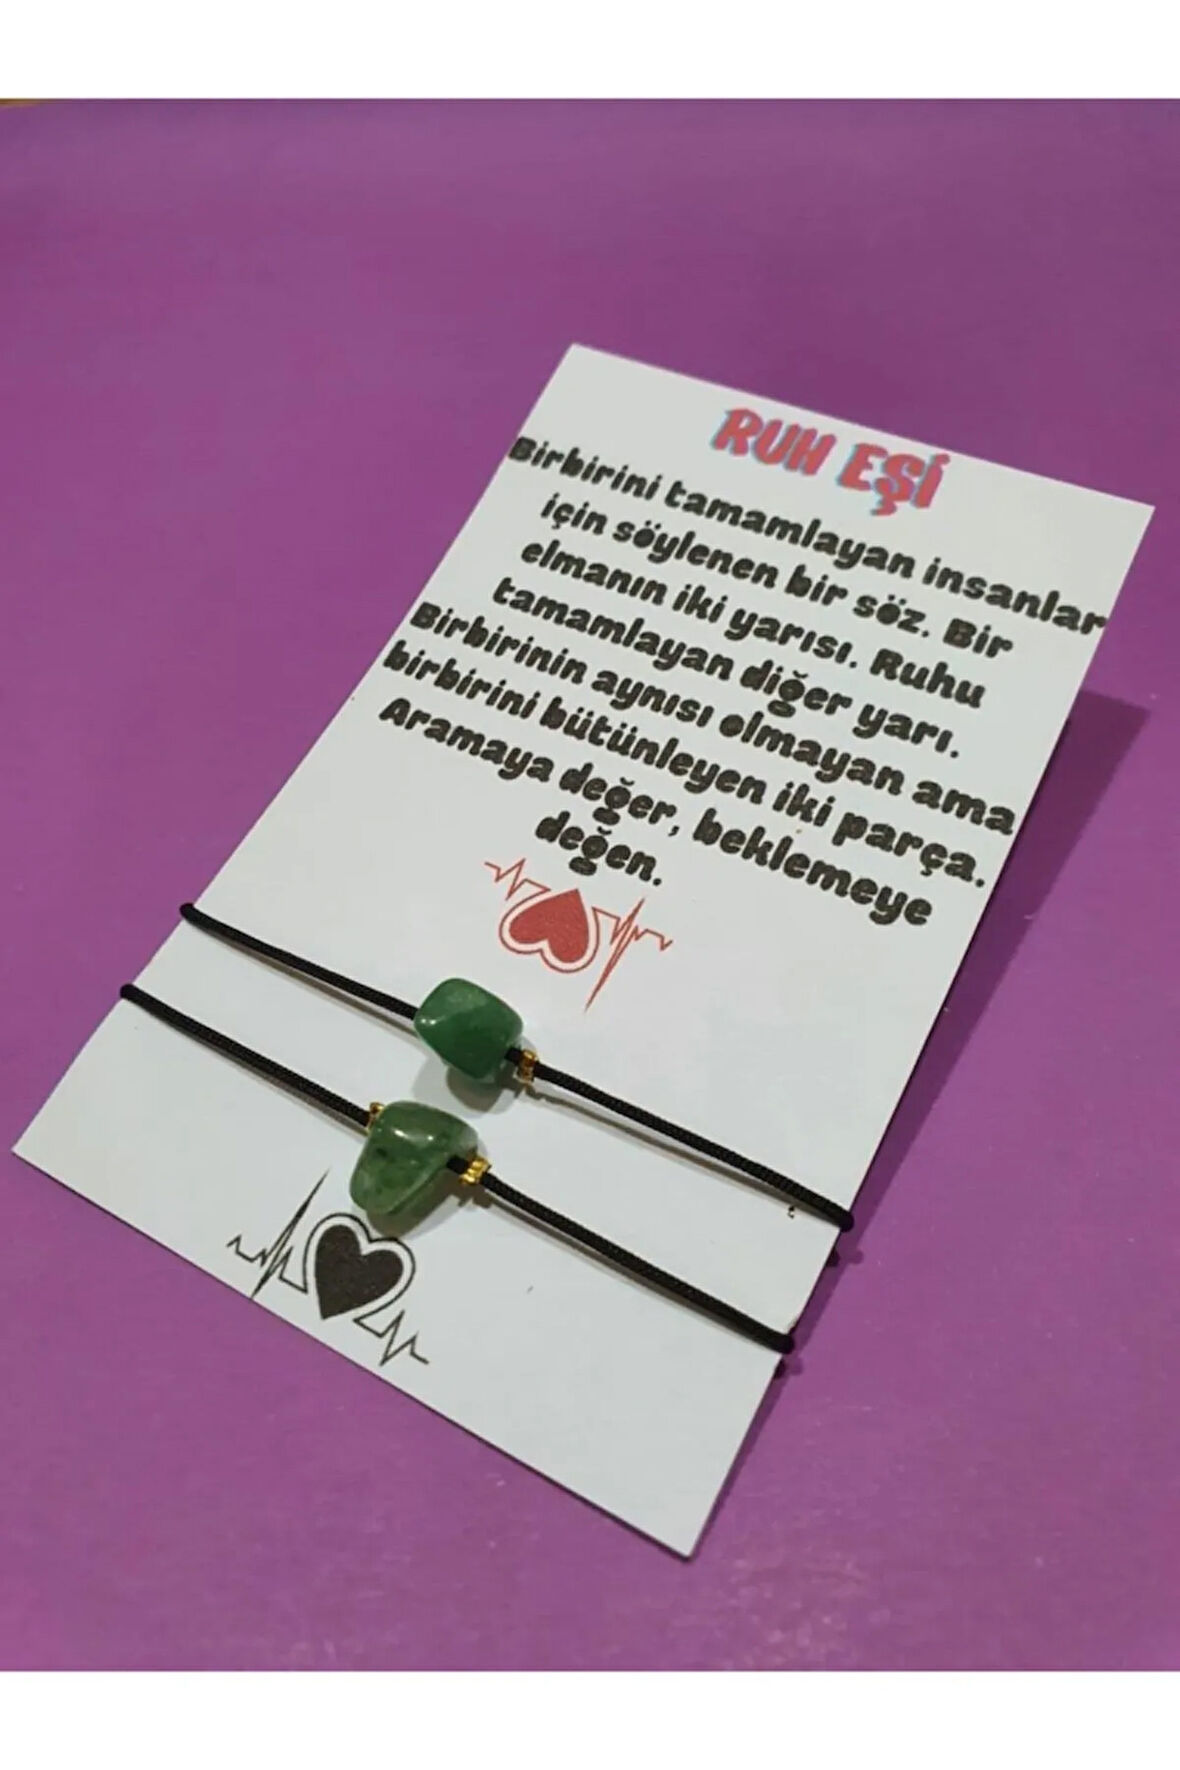 RUH EŞİ
Birbirini tamamlayan insanlar
için söylenen bir söz. Bir
elmanın iki yarısı. Ruhu
tamamlayan diğer yarı.
Birbirinin aynısı olmayan ama
birbirini bütünleyen iki parça.
Aramaya değer, beklemeye
değen.